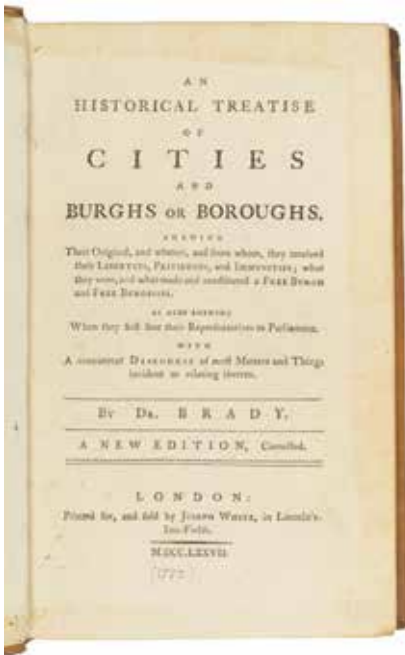 AN
HISTORICAL TREATISE
OF
CITIES
AND
BURGHS OR BOROUGHS.
SHEWING
Their Original, and whence, and from whom, they received
their LIBERTIES, PRIVILEGES, and IMMUNITIES; what
they were, and what made and constituted a FREE BURGH
and FREE BURGESSES.
AS ALSO SHEWING
When they first sent their Representatives to Parliament.
WITH
A concurrent DISCOURSE of most Matters and Things
incident or relating thereto.
BY DR. BRADY.
A NEW EDITION, Corrected.
LONDON:
Printed for, and sold by JOSEPH WHITE, in Lincoln's-
Inn-Fields.
M.DCC.LXXVII.